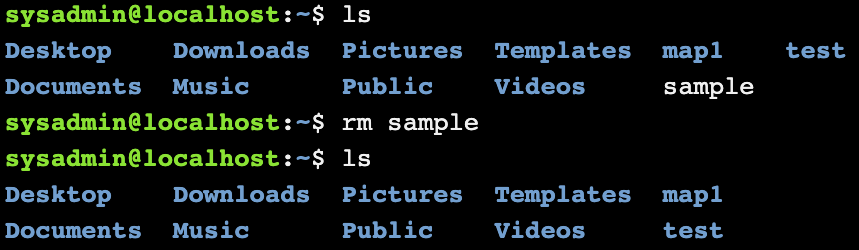 sysadmin@localhost:~$ ls
Desktop Downloads Pictures Templates map1 test
Documents Music Public Videos sample
sysadmin@localhost:~$ rm sample
sysadmin@localhost:~$ ls
Desktop Downloads Pictures Templates map1
Documents Music Public Videos test